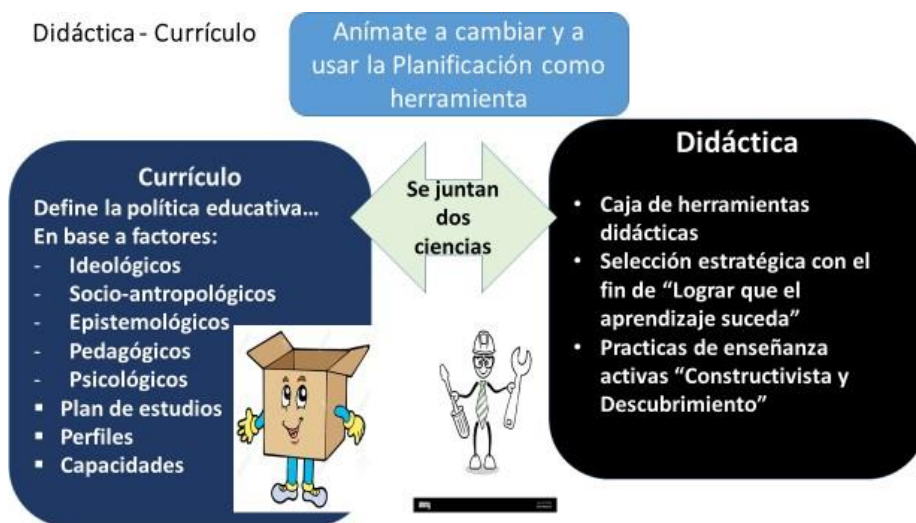 Didáctica - Currículo
Anímate a cambiar y a
usar la Planificación como
herramienta
Currículo
Define la política educativa...
En base a factores:
- Ideológicos
- Socio-antropológicos
- Epistemológicos
- Pedagógicos
- Psicológicos
▪ Plan de estudios
▪ Perfiles
▪ Capacidades
Se juntan
dos
ciencias
Didáctica
• Caja de herramientas
didácticas
• Selección estratégica con el
fin de “Lograr que el
aprendizaje suceda”
• Practicas de enseñanza
activas “Constructivista y
Descubrimiento”